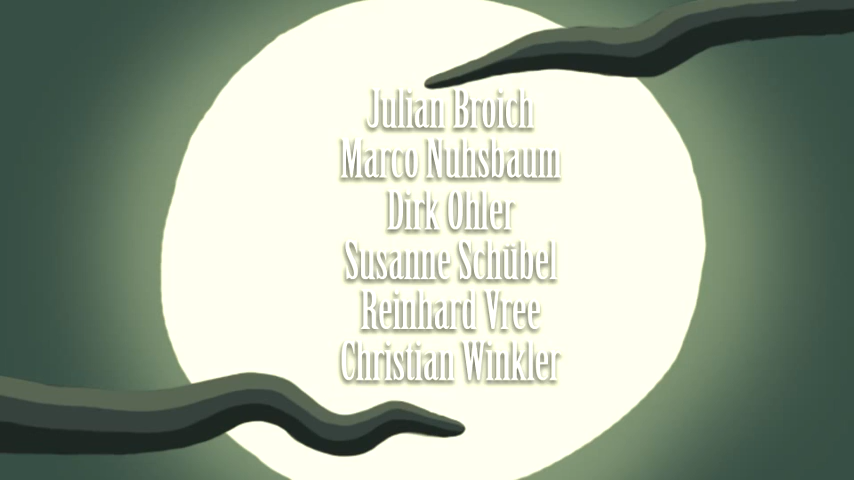 Julian Broich
Marco Nuhsbaum
Dirk Ohler
Susanne Schübel
Reinhard Vree
Christian Winkler